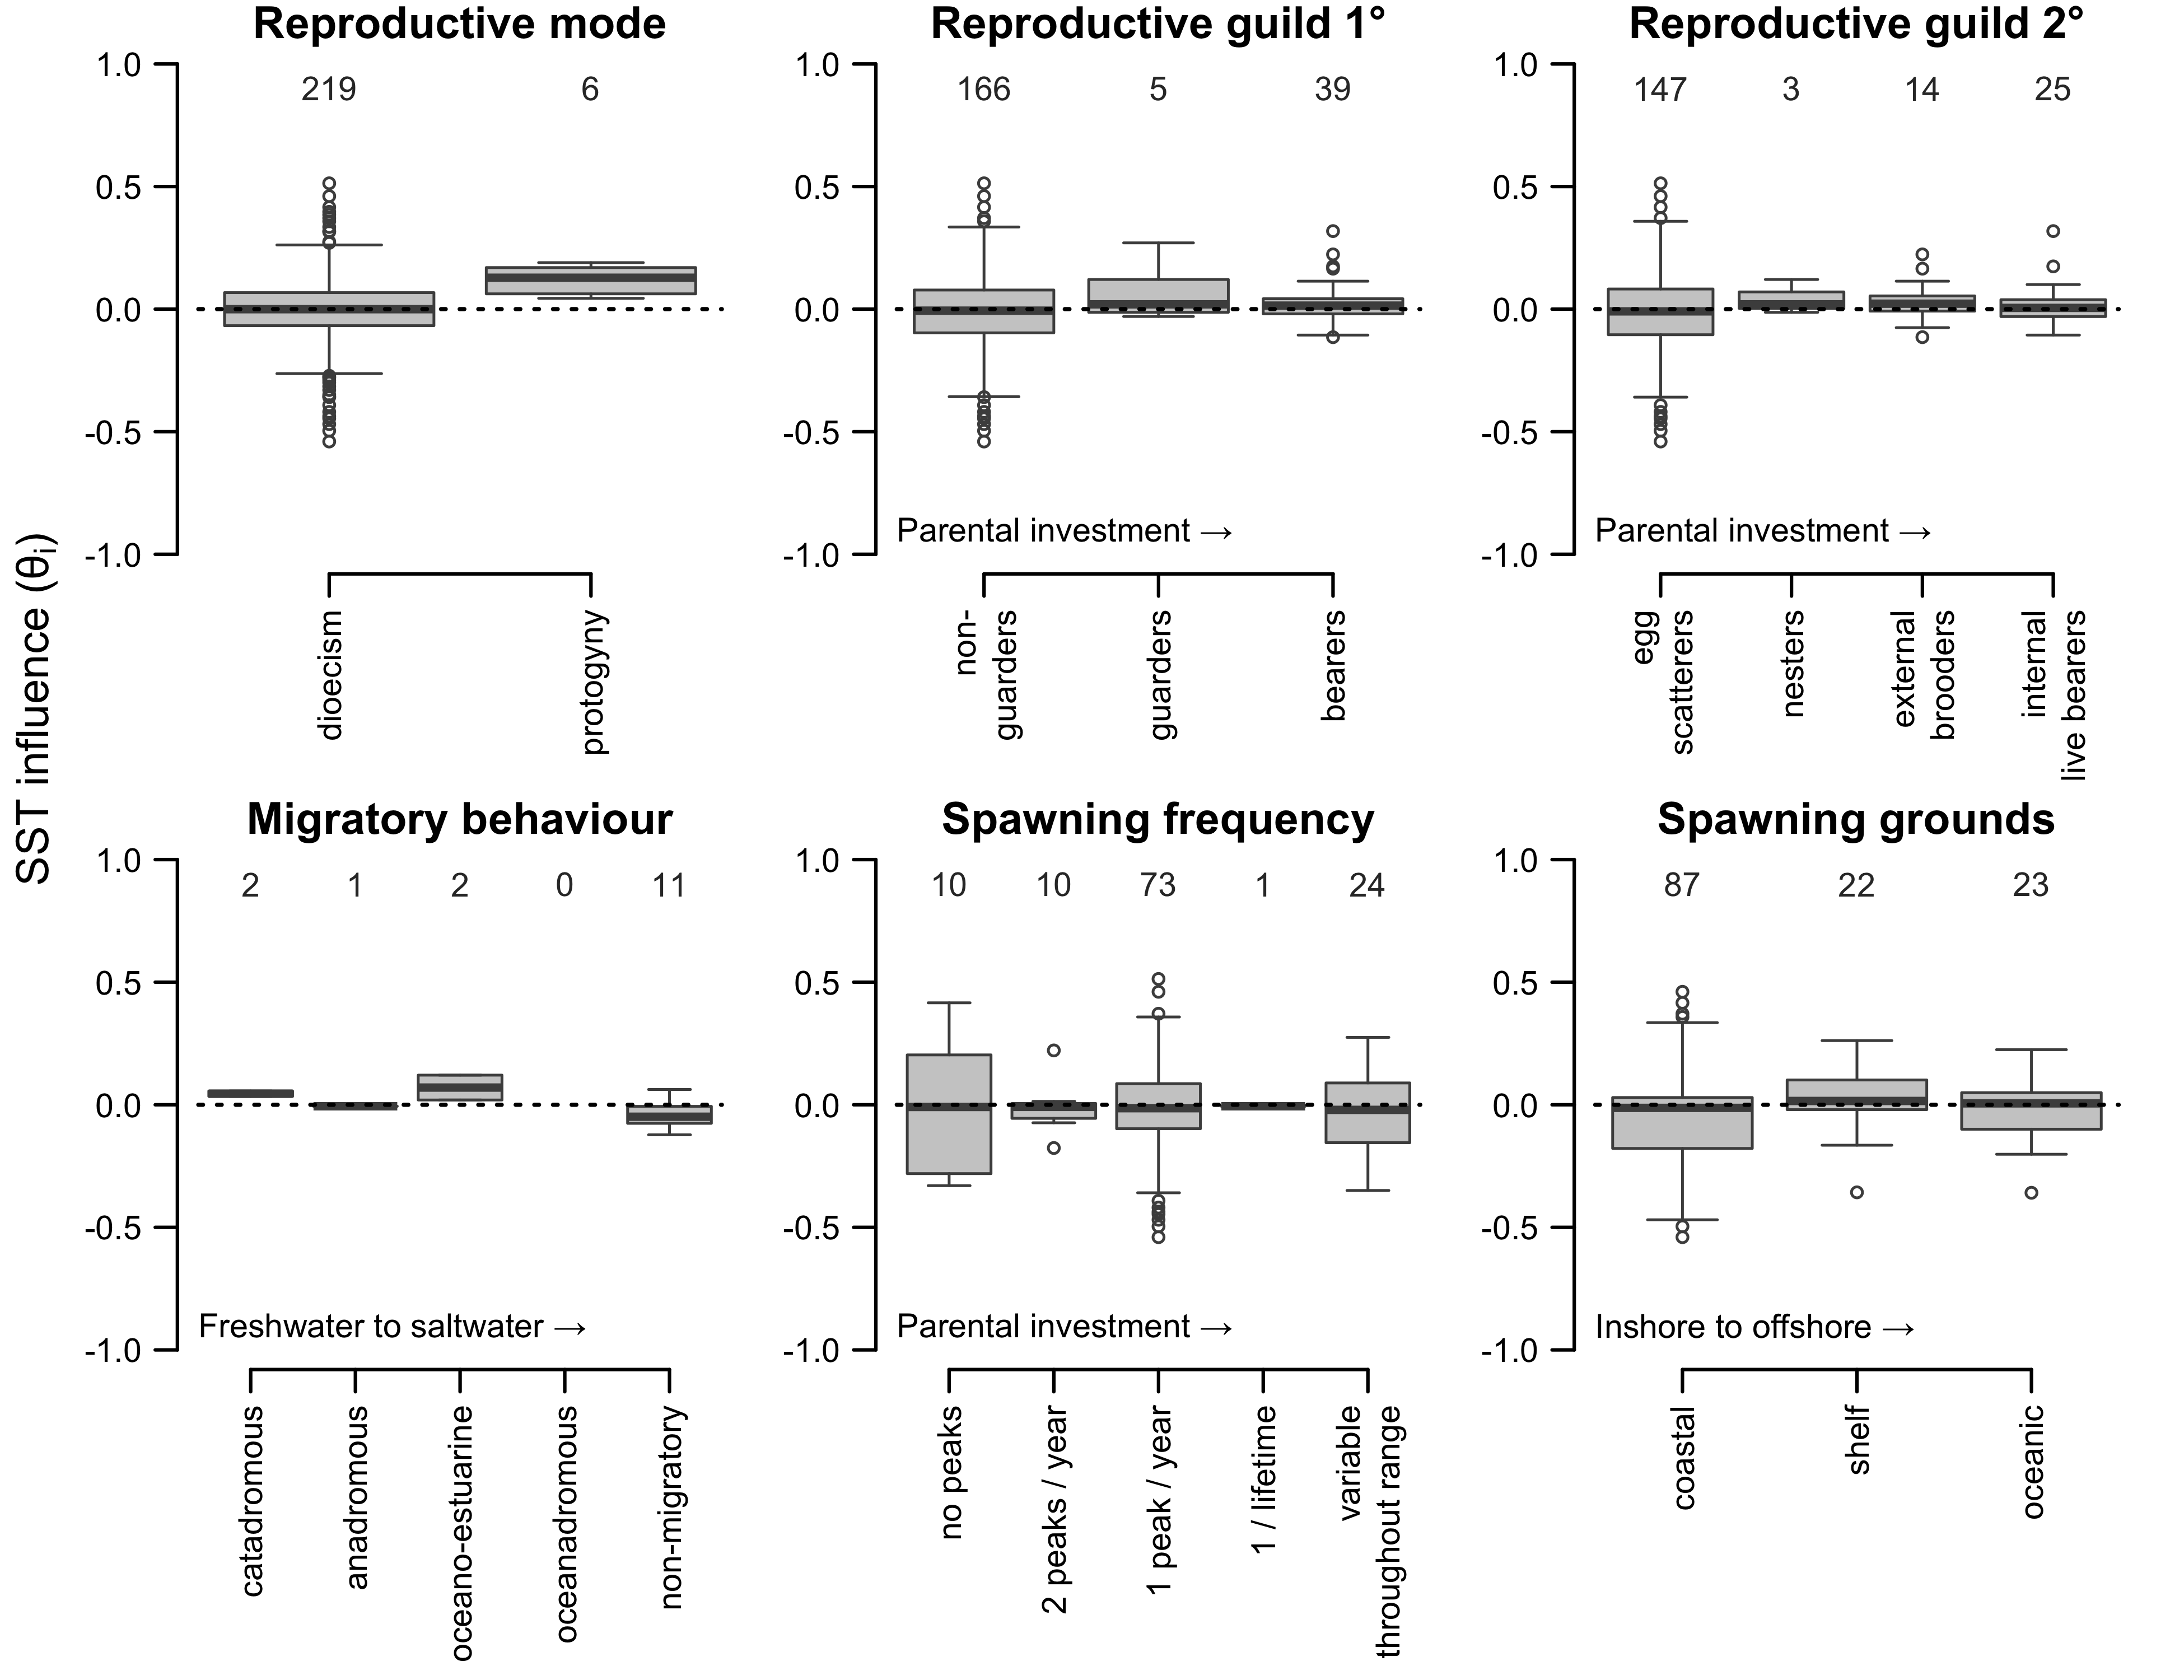 Reproductive mode
Reproductive guild 1°
Reproductive guild 2°
1.0
0.5
0.0
-0.5
-1.0
219
6
dioecism
protogyny
1.0
0.5
0.0
-0.5
-1.0
166
5
39
Parental investment →
non-
guarders
guarders
bearers
1.0
0.5
0.0
-0.5
-1.0
147
3
14
25
Parental investment →
egg
scatterers
nesters
external
brooders
internal
live bearers
SST influence (θi)
Migratory behaviour
Spawning frequency
Spawning grounds
1.0
0.5
0.0
-0.5
-1.0
2
1
2
0
11
Freshwater to saltwater →
catadromous
anadromous
oceano-estuarine
oceanadromous
non-migratory
1.0
0.5
0.0
-0.5
-1.0
10
10
73
1
24
Parental investment →
no peaks
2 peaks / year
1 peak / year
1 / lifetime
variable
throughout range
1.0
0.5
0.0
-0.5
-1.0
87
22
23
Inshore to offshore →
coastal
shelf
oceanic